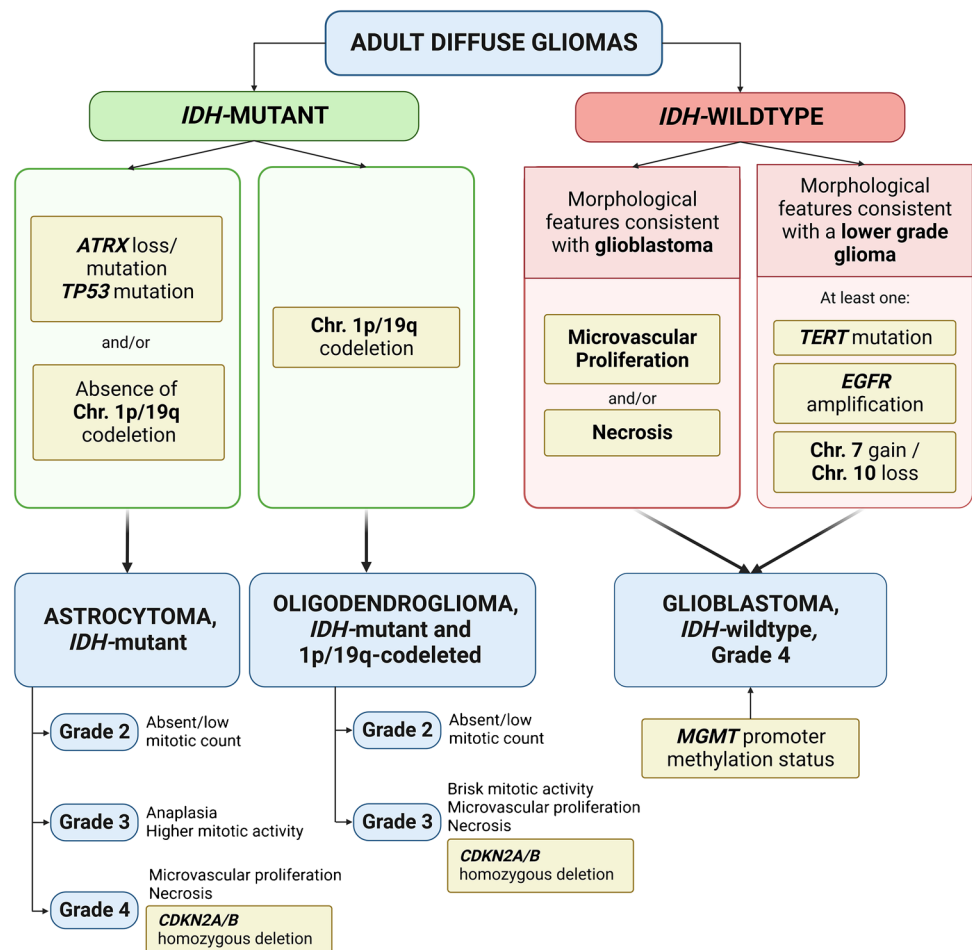 ADULT DIFFUSE GLIOMAS
IDH-MUTANT
IDH-WILDTYPE
ATRX loss/
mutation
TP53 mutation
and/or
Absence of
Chr. 1p/19q
codeletion
Chr. 1p/19q
codeletion
Morphological
features consistent
with glioblastoma
Microvascular
Proliferation
and/or
Necrosis
Morphological
features consistent
with a lower grade
glioma
At least one:
TERT mutation
EGFR
amplification
Chr. 7 gain /
Chr. 10 loss
ASTROCYTOMA,
IDH-mutant
Grade 2
Absent/low
mitotic count
Grade 3
Anaplasia
Higher mitotic activity
Grade 4
Microvascular proliferation
Necrosis
CDKN2A/B
homozygous deletion
OLIGODENDROGLIOMA,
IDH-mutant and
1p/19q-codeleted
Grade 2
Absent/low
mitotic count
Grade 3
Brisk mitotic activity
Microvascular proliferation
Necrosis
CDKN2A/B
homozygous deletion
GLIOBLASTOMA,
IDH-wildtype,
Grade 4
MGMT promoter
methylation status